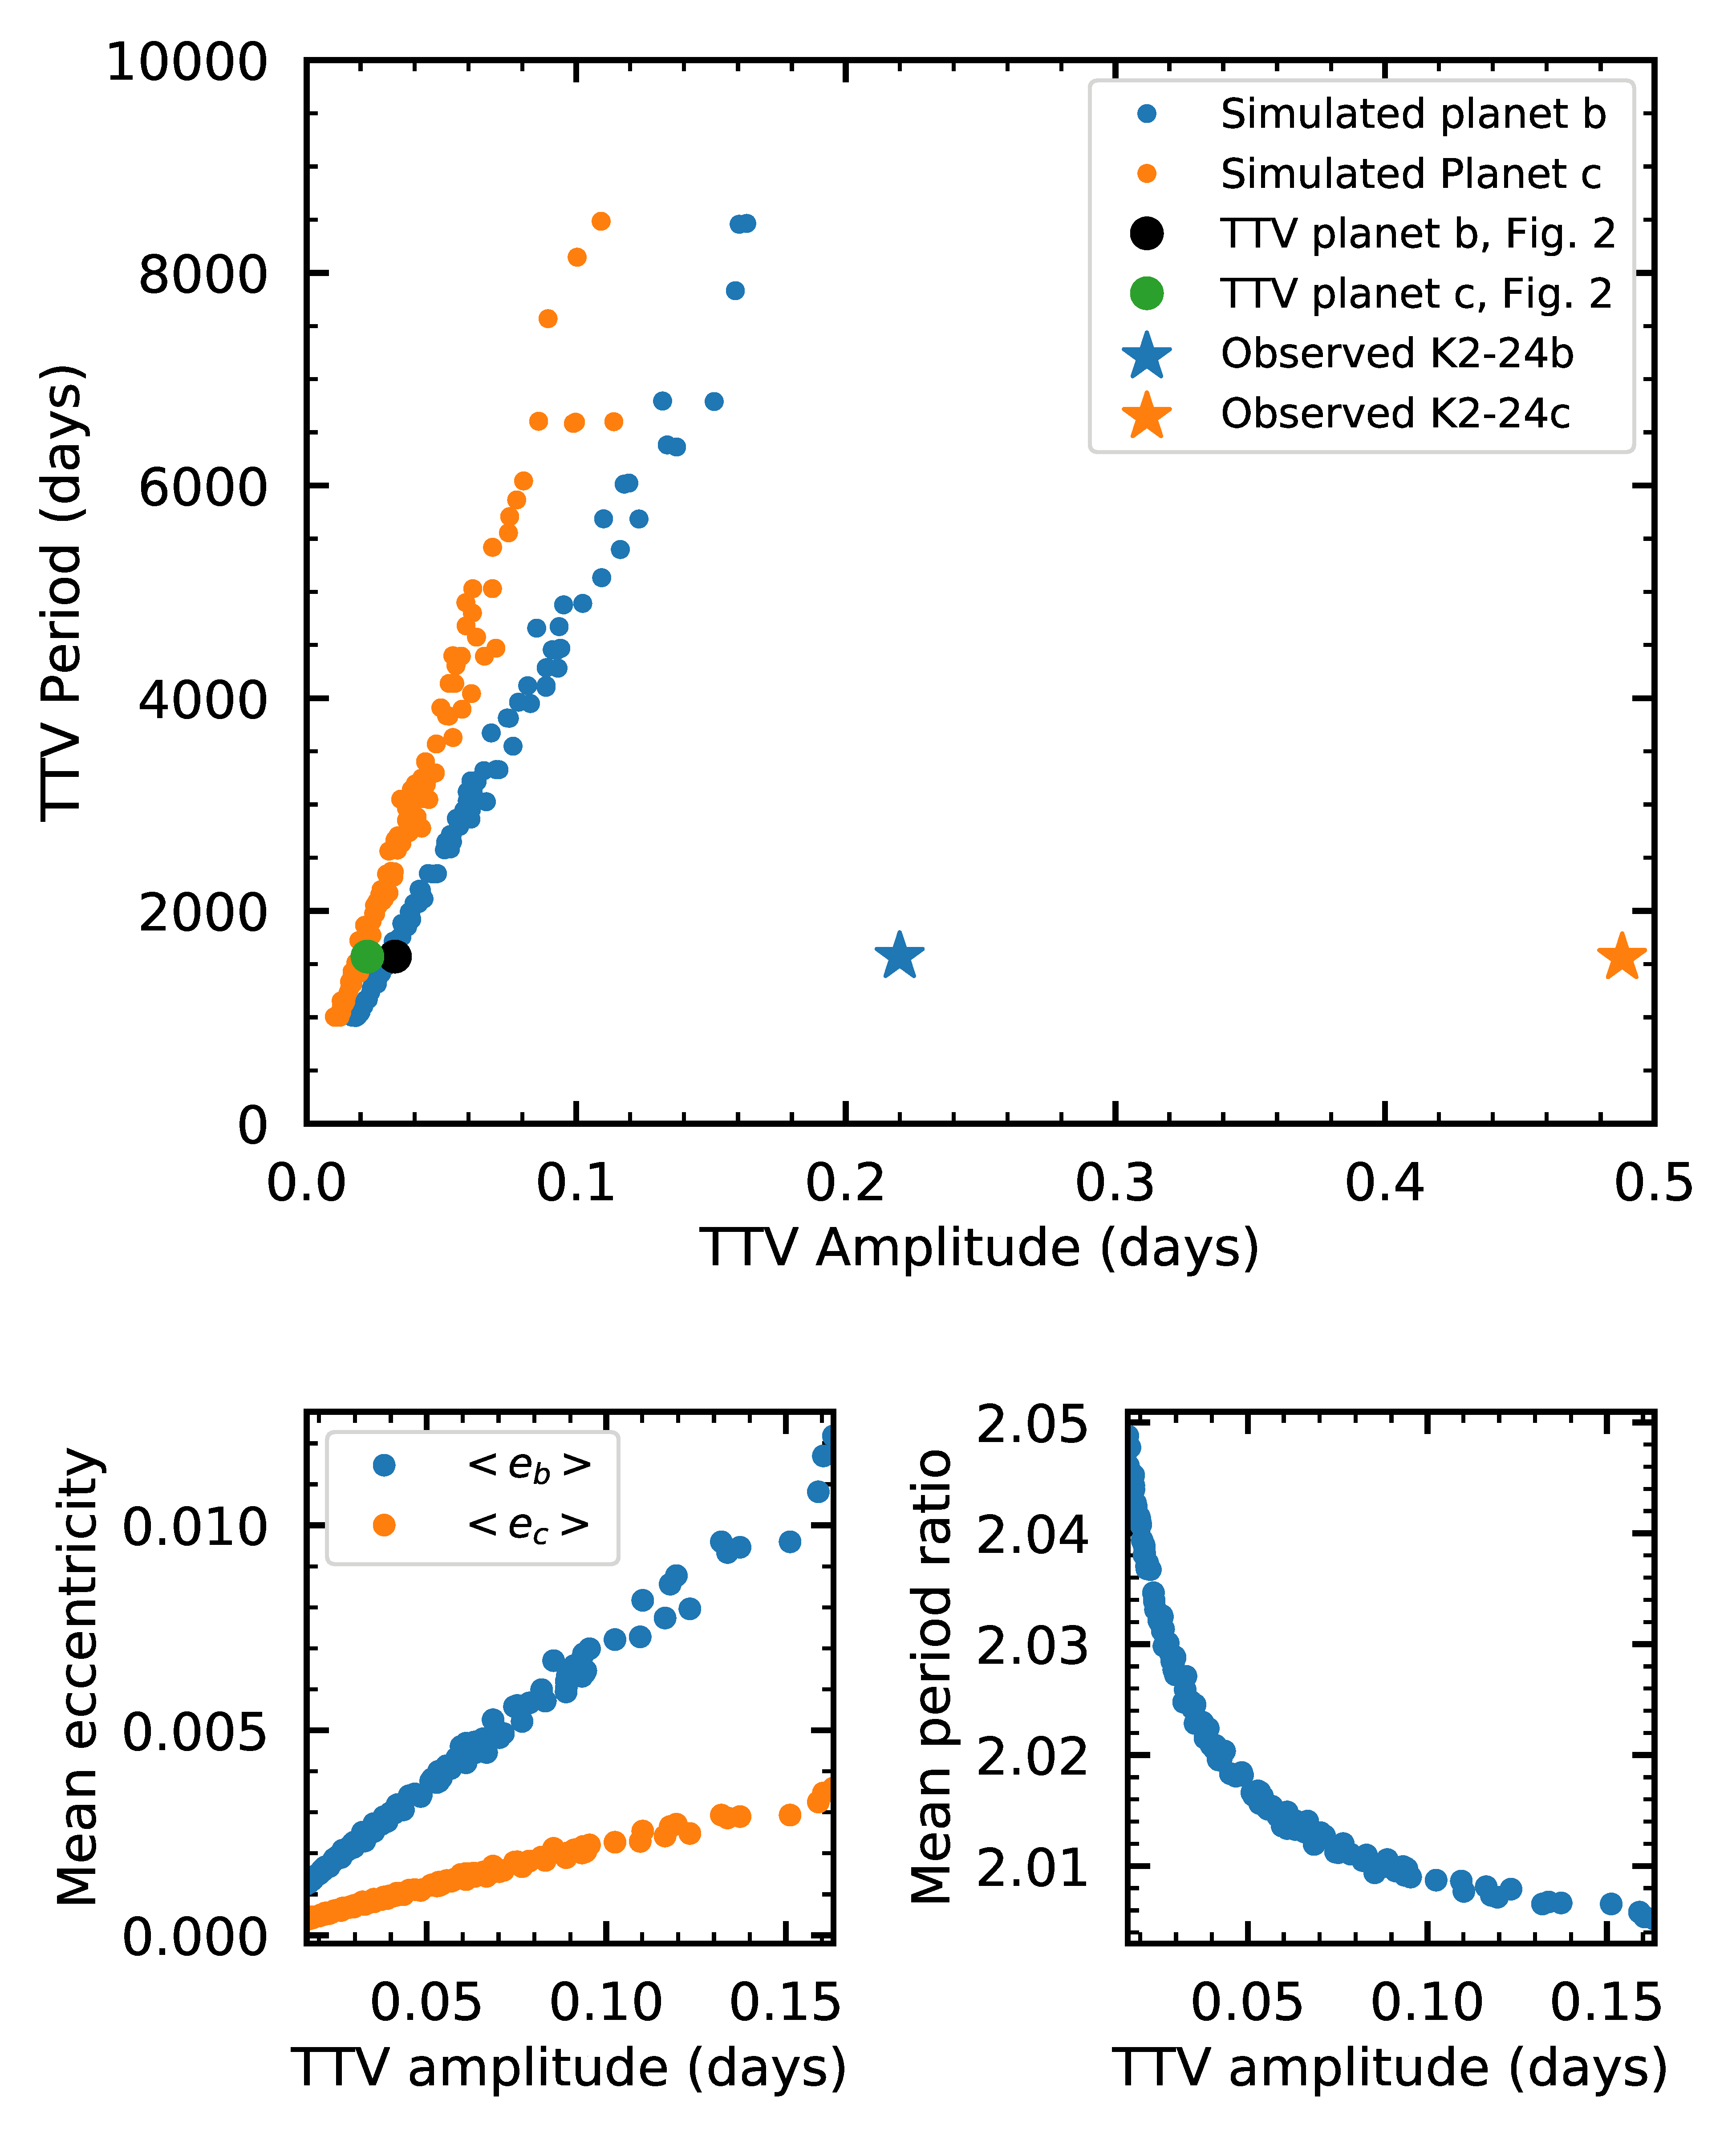 10000
8000
6000
4000
2000
0
TTV Period (days)
Simulated planet b
Simulated Planet c
TTV planet b, Fig. 2
TTV planet c, Fig. 2
Observed K2-24b
Observed K2-24c
0.0 0.1 0.2 0.3 0.4 0.5
TTV Amplitude (days)
Mean eccentricity
0.010
0.005
0.000
< e_b >
< e_c >
0.05 0.10 0.15
TTV amplitude (days)
Mean period ratio
2.05
2.04
2.03
2.02
2.01
0.05 0.10 0.15
TTV amplitude (days)